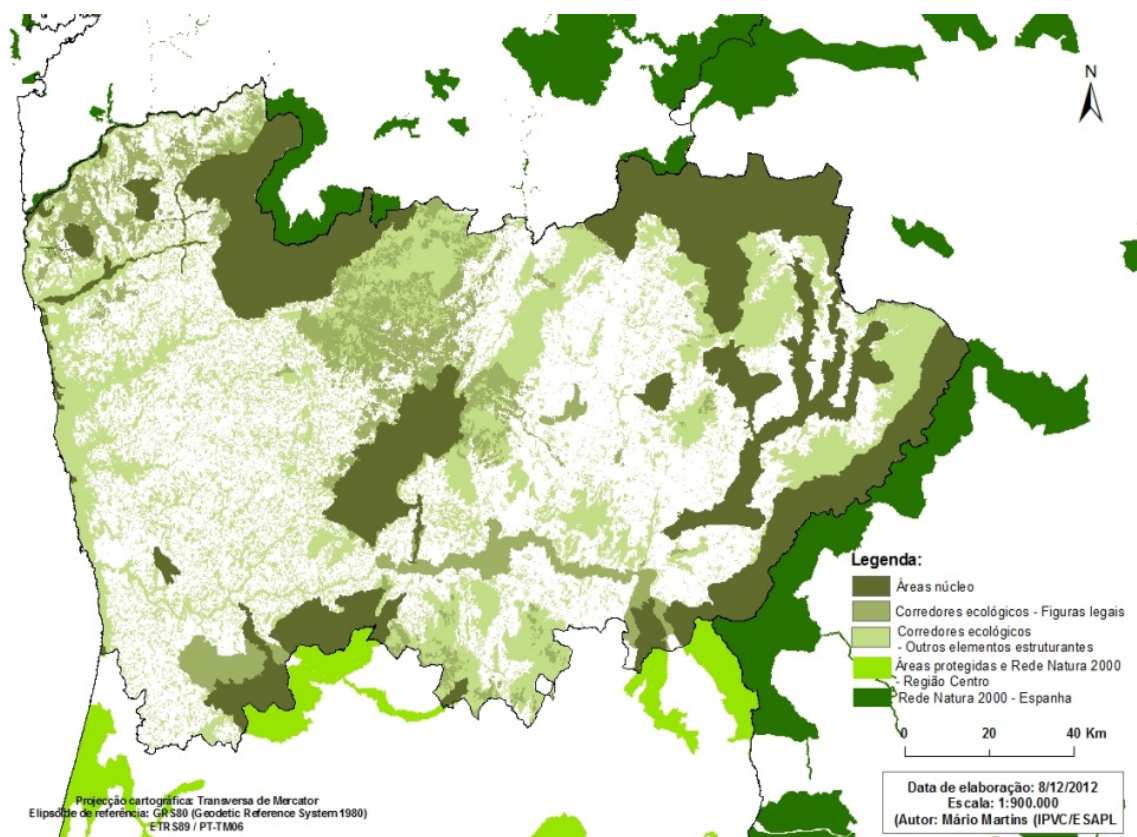 N
Legenda:
Áreas núcleo
Corredores ecológicos - Figuras legais
Corredores ecológicos
- Outros elementos estruturantes
Áreas protegidas e Rede Natura 2000
- Região Centro
Rede Natura 2000 - Espanha
0 20 40 Km
Projecção cartográfica: Transversa de Mercator
Elipsóide de referência: GRS80 (Geodetic Reference System 1980)
ETRS89 / PT-TM06
Data de elaboração: 8/12/2012
Escala: 1:900.000
(Autor: Mário Martins (IPVC/ESAPL